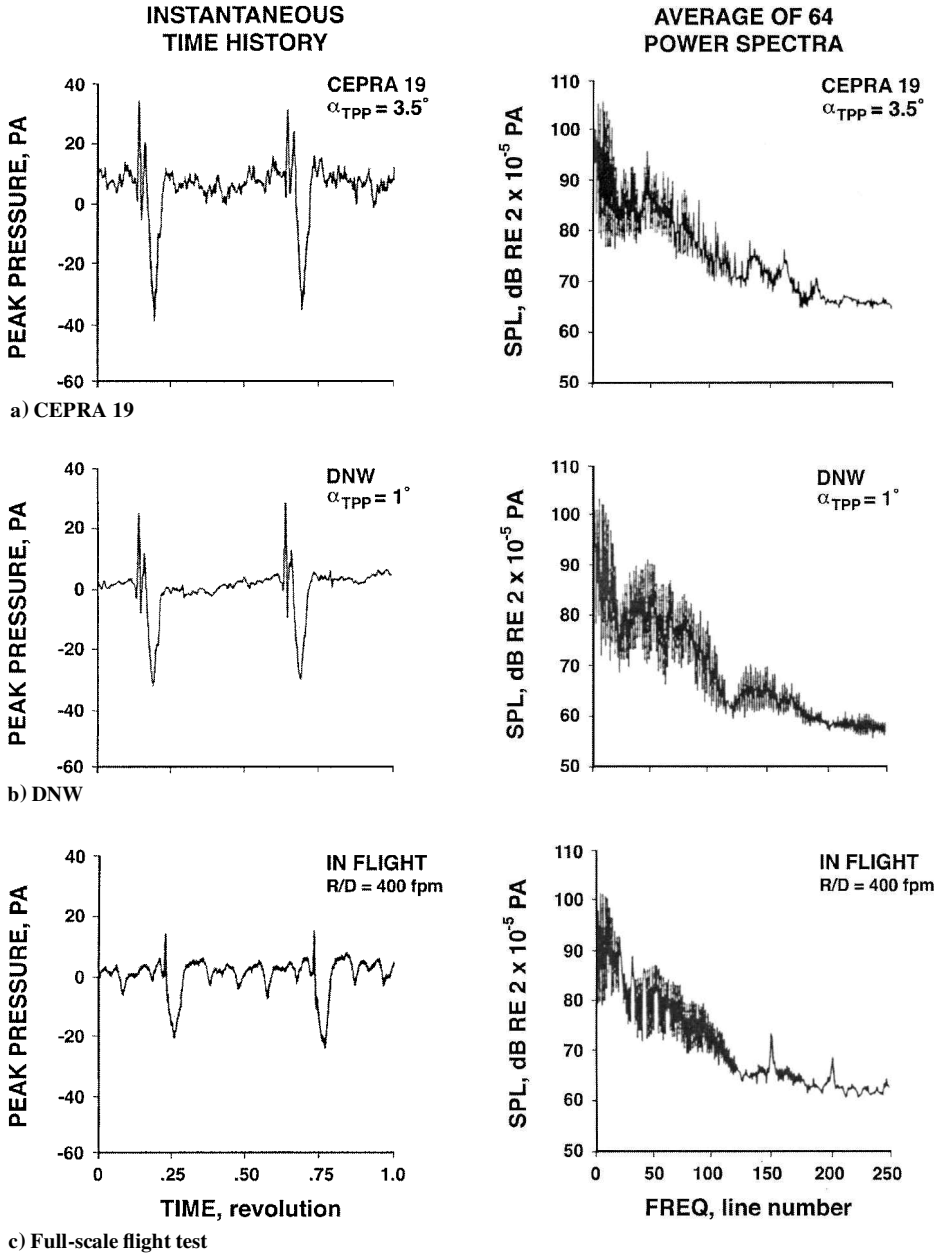 INSTANTANEOUS
TIME HISTORY
AVERAGE OF 64
POWER SPECTRA
PEAK PRESSURE, PA
40
20
0
-20
-40
-60
CEPRA 19
αTPP = 3.5°
SPL, dB RE 2 x 10-5 PA
110
100
90
80
70
60
50
CEPRA 19
αTPP = 3.5°
a) CEPRA 19
PEAK PRESSURE, PA
40
20
0
-20
-40
-60
DNW
αTPP = 1°
SPL, dB RE 2 x 10-5 PA
110
100
90
80
70
60
50
DNW
αTPP = 1°
b) DNW
PEAK PRESSURE, PA
40
20
0
-20
-40
-60
IN FLIGHT
R/D = 400 fpm
0 .25 .50 .75 1.0
TIME, revolution
SPL, dB RE 2 x 10-5 PA
110
100
90
80
70
60
50
IN FLIGHT
R/D = 400 fpm
0 50 100 150 200 250
FREQ, line number
c) Full-scale flight test